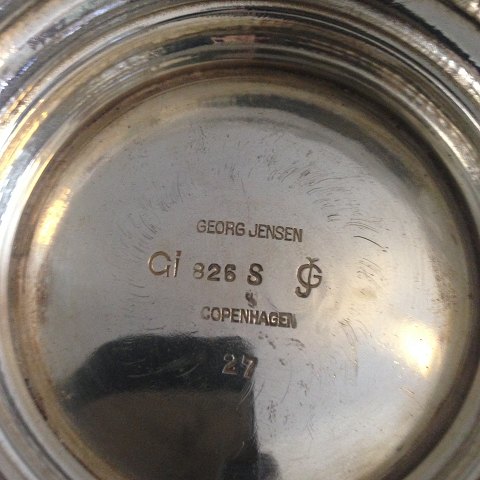 GEORG JENSEN
GI 826 S GJ
COPENHAGEN
27